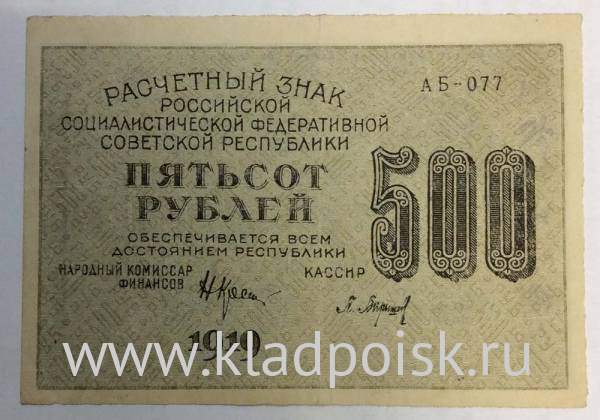 РАСЧЕТНЫЙ ЗНАК
АБ-077
РОССИЙСКОЙ
СОЦИАЛИСТИЧЕСКОЙ ФЕДЕРАТИВНОЙ
СОВЕТСКОЙ РЕСПУБЛИКИ
ПЯТЬСОТ
РУБЛЕЙ
500
ОБЕСПЕЧИВАЕТСЯ ВСЕМ
ДОСТОЯНИЕМ РЕСПУБЛИКИ
НАРОДНЫЙ КОМИССАР
ФИНАНСОВ
КАССИР
1919
www.kladpoisk.ru